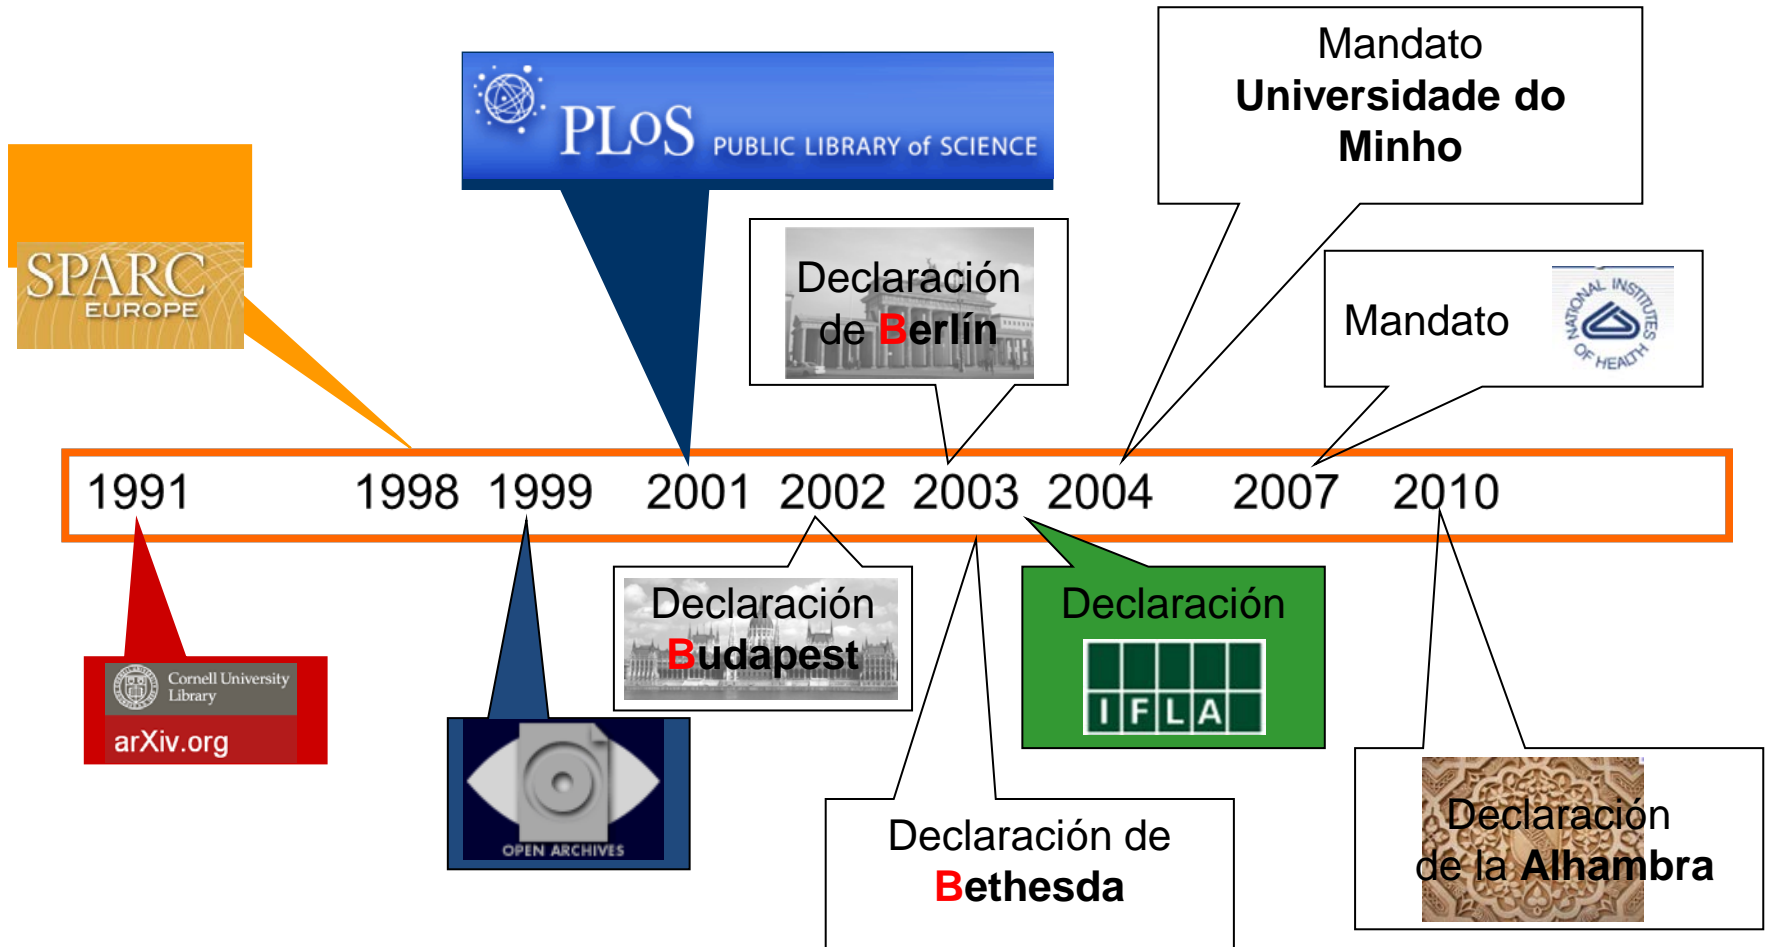 Mandato
Universidade do
Minho
PLoS PUBLIC LIBRARY of SCIENCE
SPARC
EUROPE
Declaración
de Berlín
Mandato
NATIONAL INSTITUTES
OF HEALTH
1991 1998 1999 2001 2002 2003 2004 2007 2010
Declaración
Budapest
Declaración
IFLA
Cornell University
Library
arXiv.org
OPEN ARCHIVES
Declaración de
Bethesda
Declaración
de la Alhambra